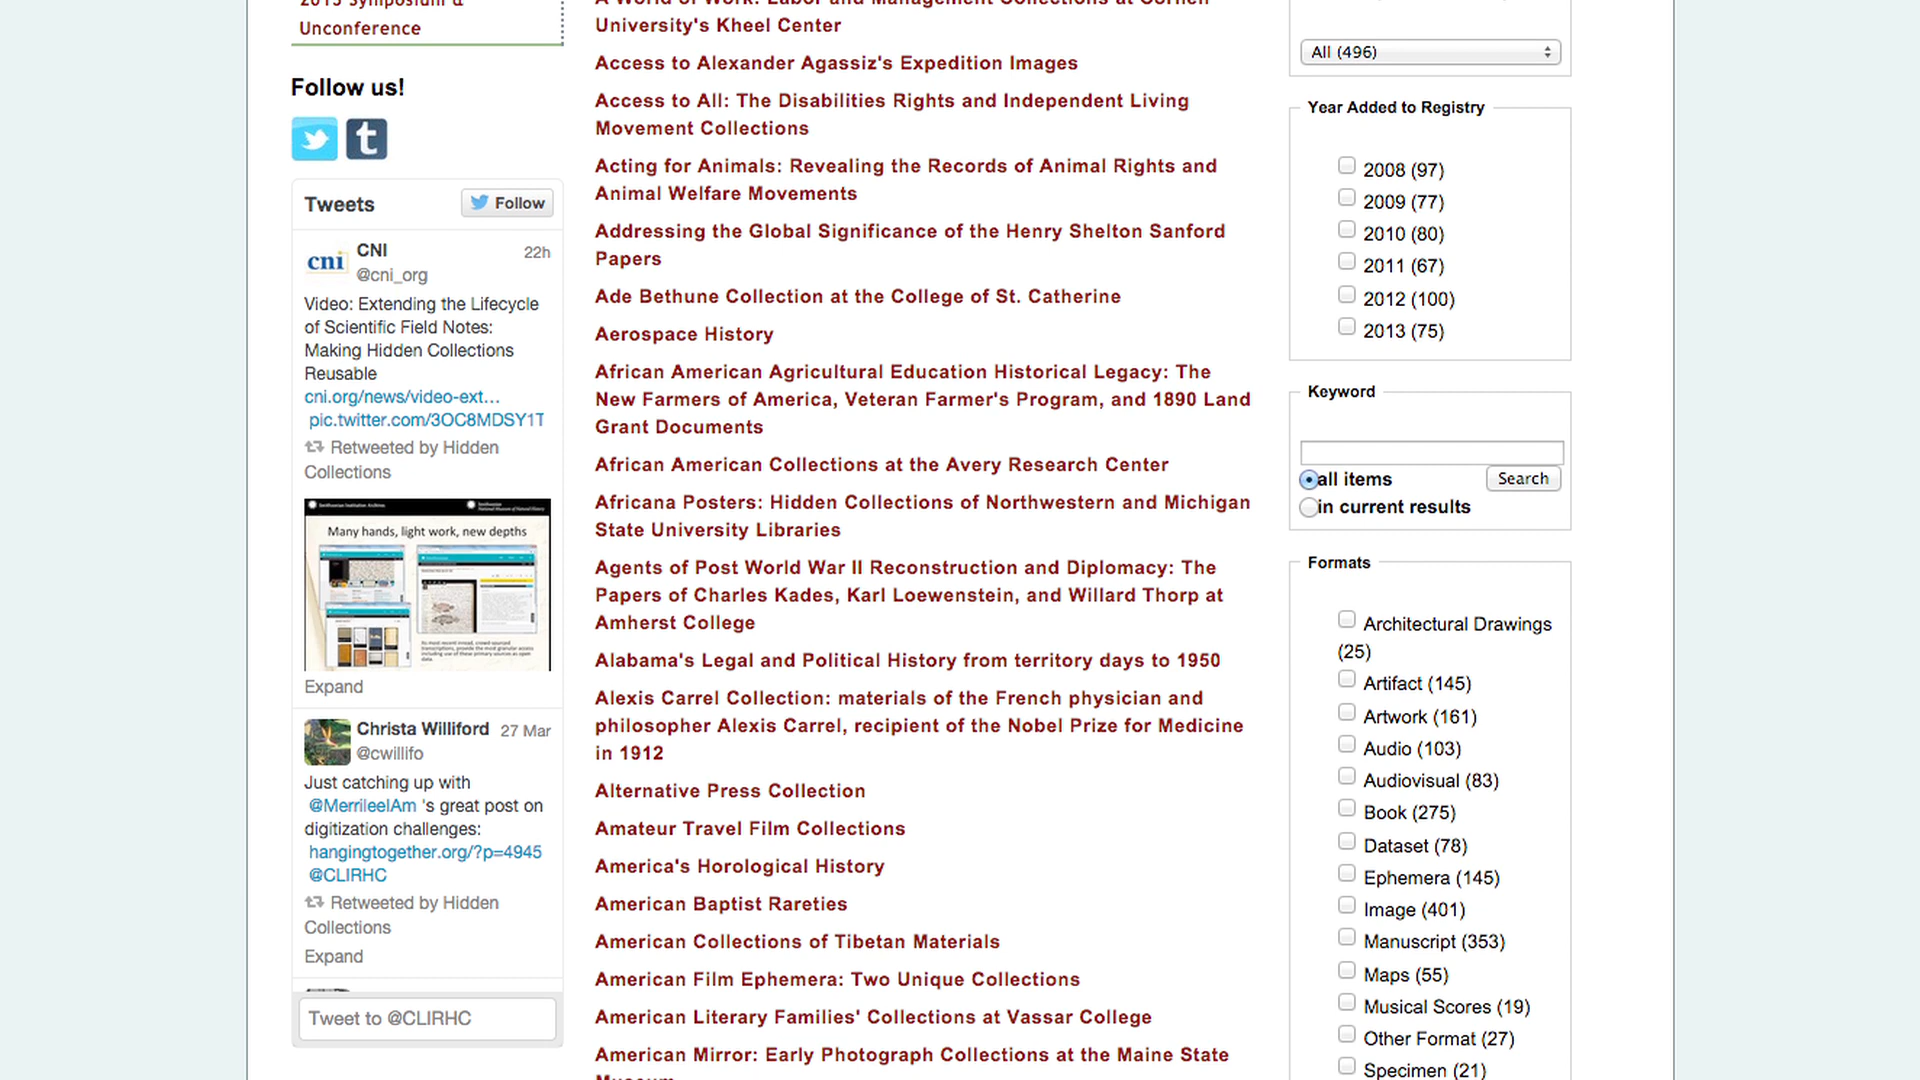 2013 Symposium &
Unconference
Follow us!
Tweets
Follow
CNI
22h
@cni_org
Video: Extending the Lifecycle
of Scientific Field Notes:
Making Hidden Collections
Reusable
cni.org/news/video-ext…
pic.twitter.com/3OC8MDSY1T
Retweeted by Hidden
Collections
Many hands, light work, new depths
Expand
Christa Williford
27 Mar
@cwillifo
Just catching up with
@MerrileeIAm 's great post on
digitization challenges:
hangingtogether.org/?p=4945
@CLIRHC
Retweeted by Hidden
Collections
Expand
Tweet to @CLIRHC
A World of Work: Labor and Management Collections at Cornell
University's Kheel Center
Access to Alexander Agassiz's Expedition Images
Access to All: The Disabilities Rights and Independent Living
Movement Collections
Acting for Animals: Revealing the Records of Animal Rights and
Animal Welfare Movements
Addressing the Global Significance of the Henry Shelton Sanford
Papers
Ade Bethune Collection at the College of St. Catherine
Aerospace History
African American Agricultural Education Historical Legacy: The
New Farmers of America, Veteran Farmer's Program, and 1890 Land
Grant Documents
African American Collections at the Avery Research Center
Africana Posters: Hidden Collections of Northwestern and Michigan
State University Libraries
Agents of Post World War II Reconstruction and Diplomacy: The
Papers of Charles Kades, Karl Loewenstein, and Willard Thorp at
Amherst College
Alabama's Legal and Political History from territory days to 1950
Alexis Carrel Collection: materials of the French physician and
philosopher Alexis Carrel, recipient of the Nobel Prize for Medicine
in 1912
Alternative Press Collection
Amateur Travel Film Collections
America's Horological History
American Baptist Rareties
American Collections of Tibetan Materials
American Film Ephemera: Two Unique Collections
American Literary Families' Collections at Vassar College
American Mirror: Early Photograph Collections at the Maine State
Museum
All (496)
Year Added to Registry
2008 (97)
2009 (77)
2010 (80)
2011 (67)
2012 (100)
2013 (75)
Keyword
all items
Search
in current results
Formats
Architectural Drawings
(25)
Artifact (145)
Artwork (161)
Audio (103)
Audiovisual (83)
Book (275)
Dataset (78)
Ephemera (145)
Image (401)
Manuscript (353)
Maps (55)
Musical Scores (19)
Other Format (27)
Specimen (21)